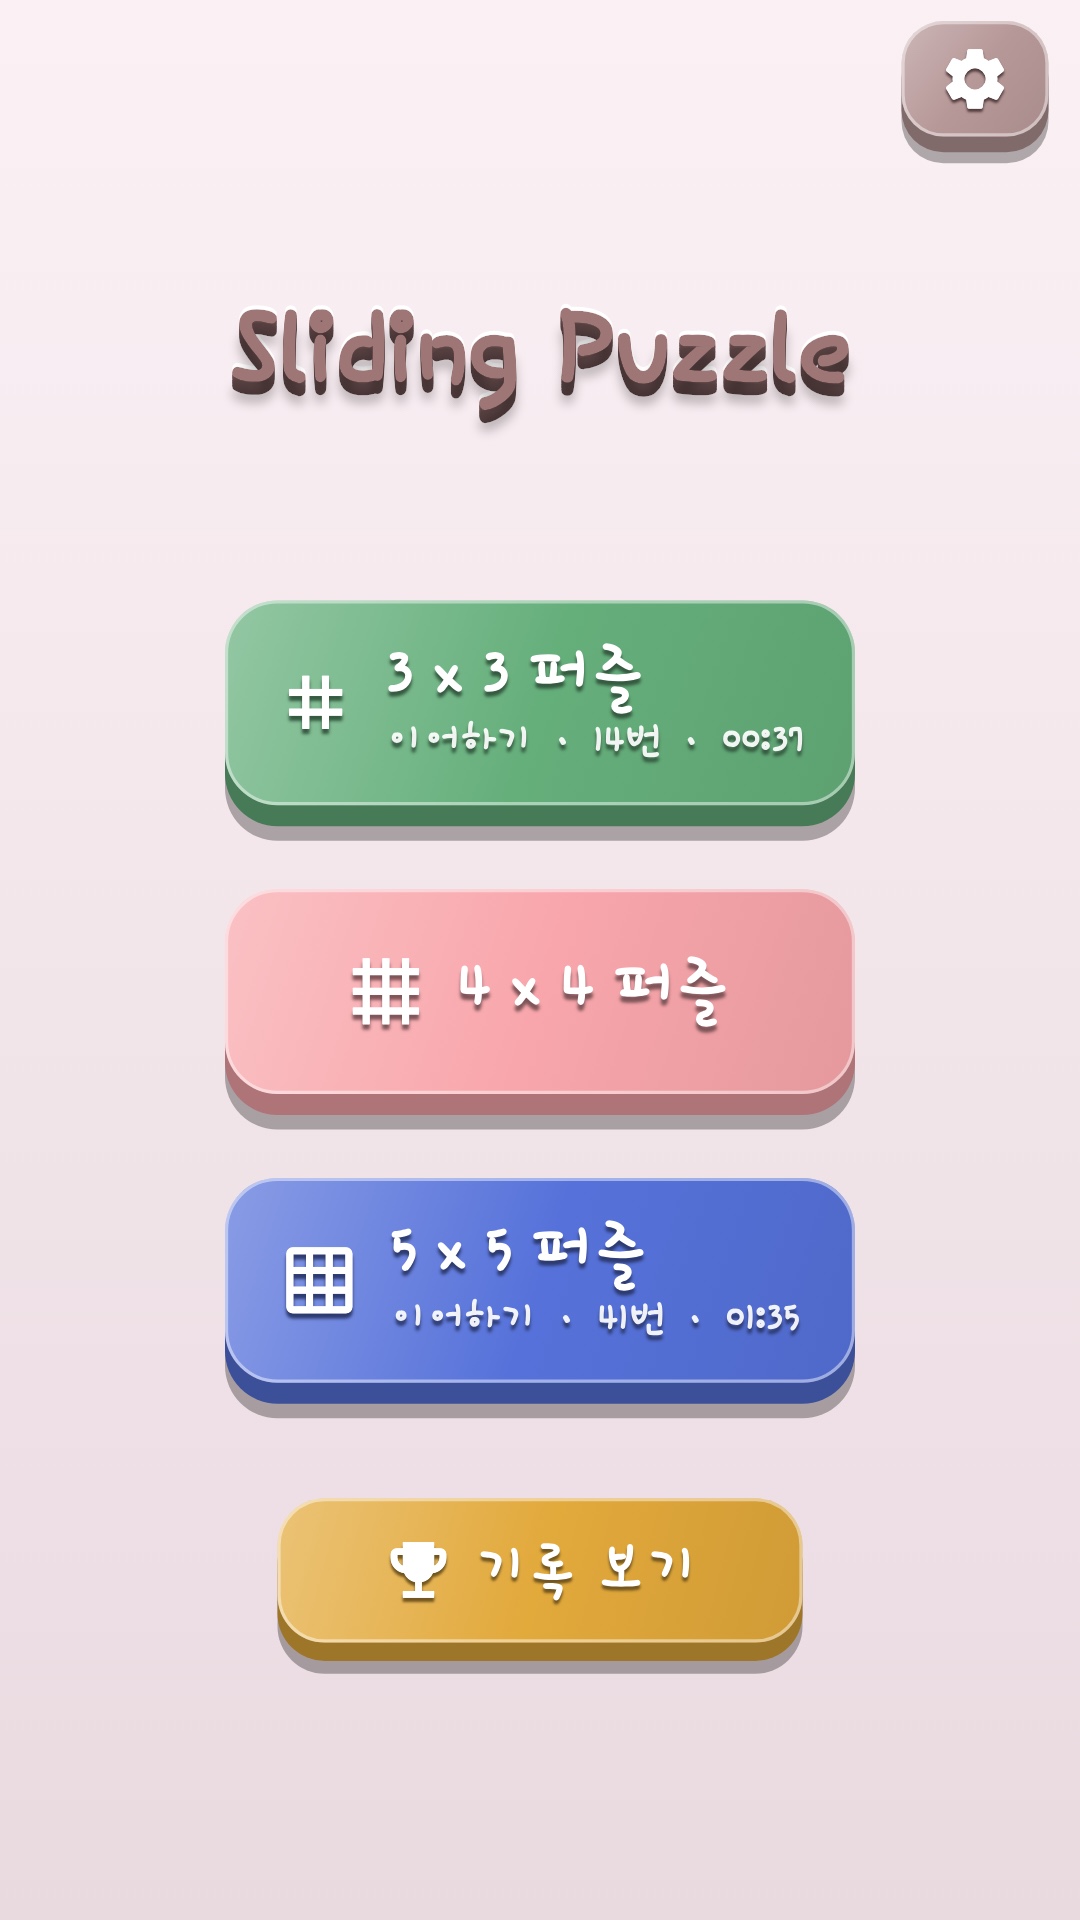 Sliding Puzzle
3 x 3 퍼즐
이어하기 · 14번 · 00:37
4 x 4 퍼즐
5 x 5 퍼즐
이어하기 · 41번 · 01:35
기록 보기